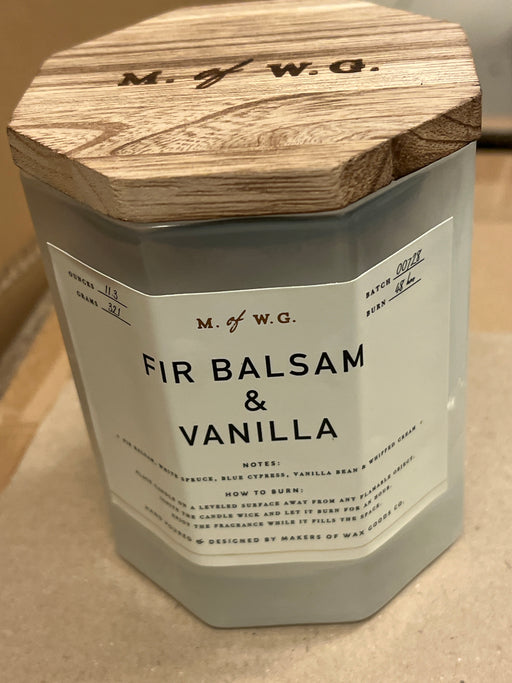 M. of W.G.
OUNCES 11.3
GRAMS 321
BATCH 00728
BURN 68 hrs
M. of W.G.
FIR BALSAM
&
VANILLA
NOTES:
FIR BALSAM, WHITE SPRUCE, BLUE CYPRESS, VANILLA BEAN & WHIPPED CREAM
HOW TO BURN:
PLACE CANDLE ON A LEVELED SURFACE AWAY FROM ANY FLAMABLE OBJECT.
THE CANDLE WICK AND LET IT BURN FOR AN HOUR.
ENJOY THE FRAGRANCE WHILE IT FILLS THE SPACE.
HAND POURED & DESIGNED BY MAKERS OF WAX GOODS CO.